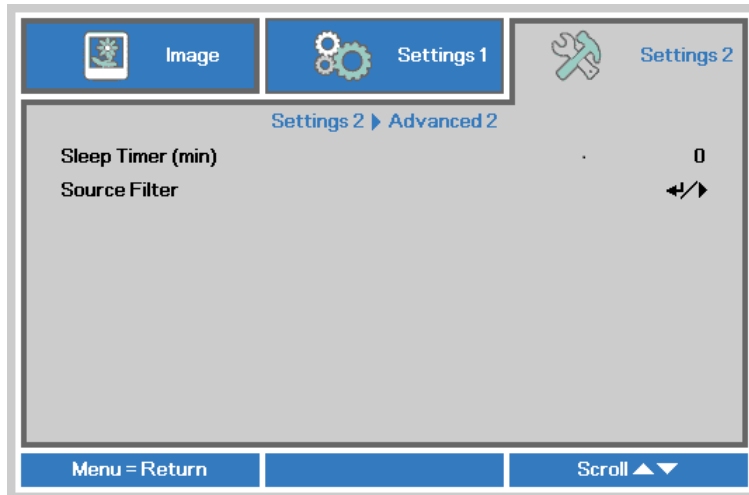 Image
Settings 1
Settings 2
Settings 2 ▶ Advanced 2
Sleep Timer (min) 0
Source Filter ↵/▶
Menu = Return
Scroll ▲▼